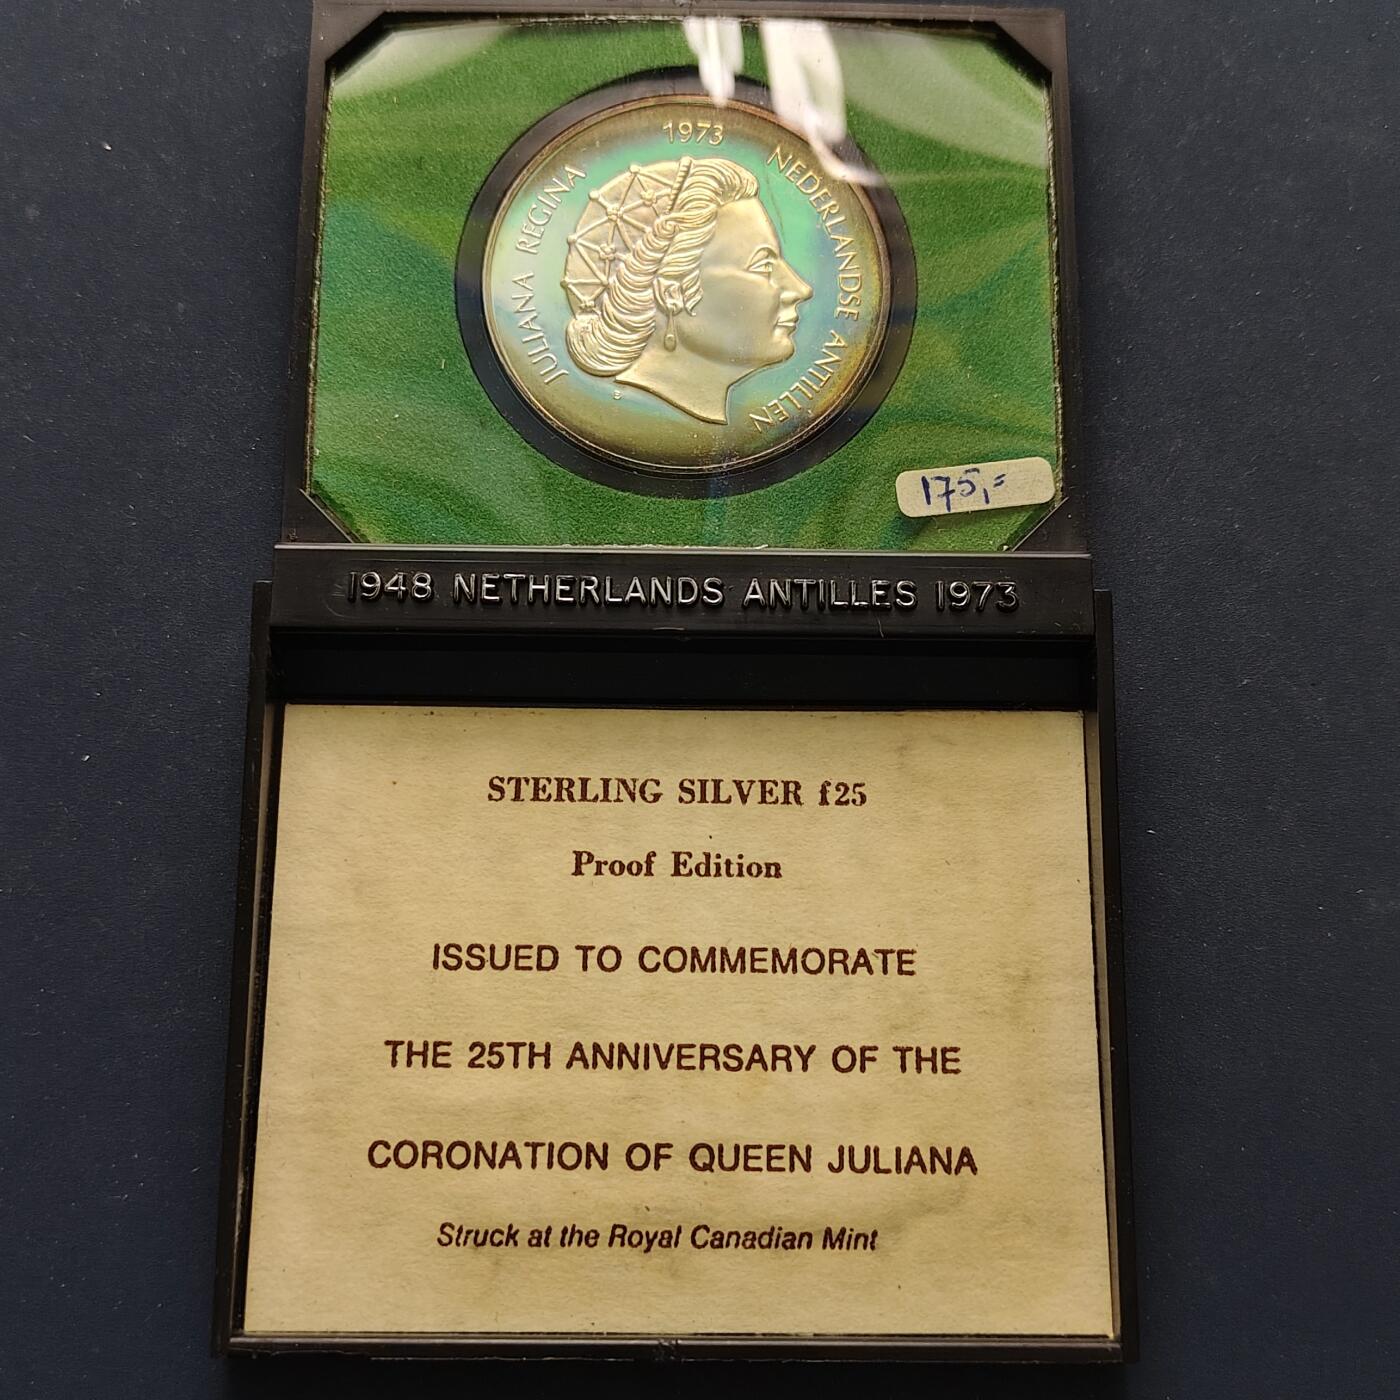 JULIANA REGINA
1973
NEDERLANDSE ANTILLEN
B
175,=
1948 NETHERLANDS ANTILLES 1973
STERLING SILVER f25
Proof Edition
ISSUED TO COMMEMORATE
THE 25TH ANNIVERSARY OF THE
CORONATION OF QUEEN JULIANA
Struck at the Royal Canadian Mint